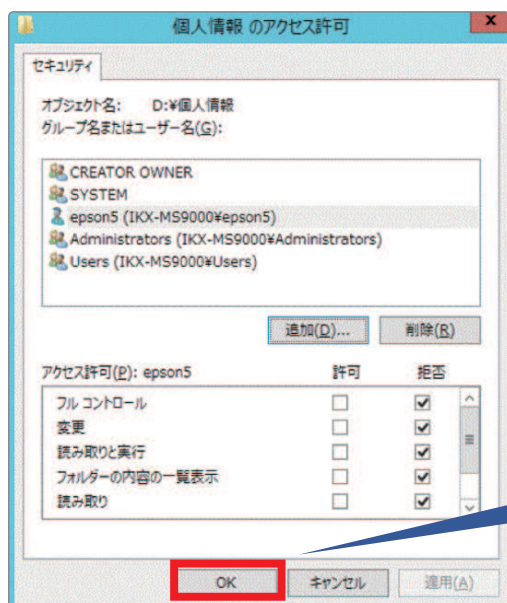 個人情報 のアクセス許可
x
セキュリティ
オブジェクト名: D:¥個人情報
グループ名またはユーザー名(G):
CREATOR OWNER
SYSTEM
epson5 (IKX-MS9000¥epson5)
Administrators (IKX-MS9000¥Administrators)
Users (IKX-MS9000¥Users)
追加(D)... 削除(R)
アクセス許可(P): epson5 許可 拒否
フル コントロール
変更
読み取りと実行
フォルダーの内容の一覧表示
読み取り
OK キャンセル 適用(A)